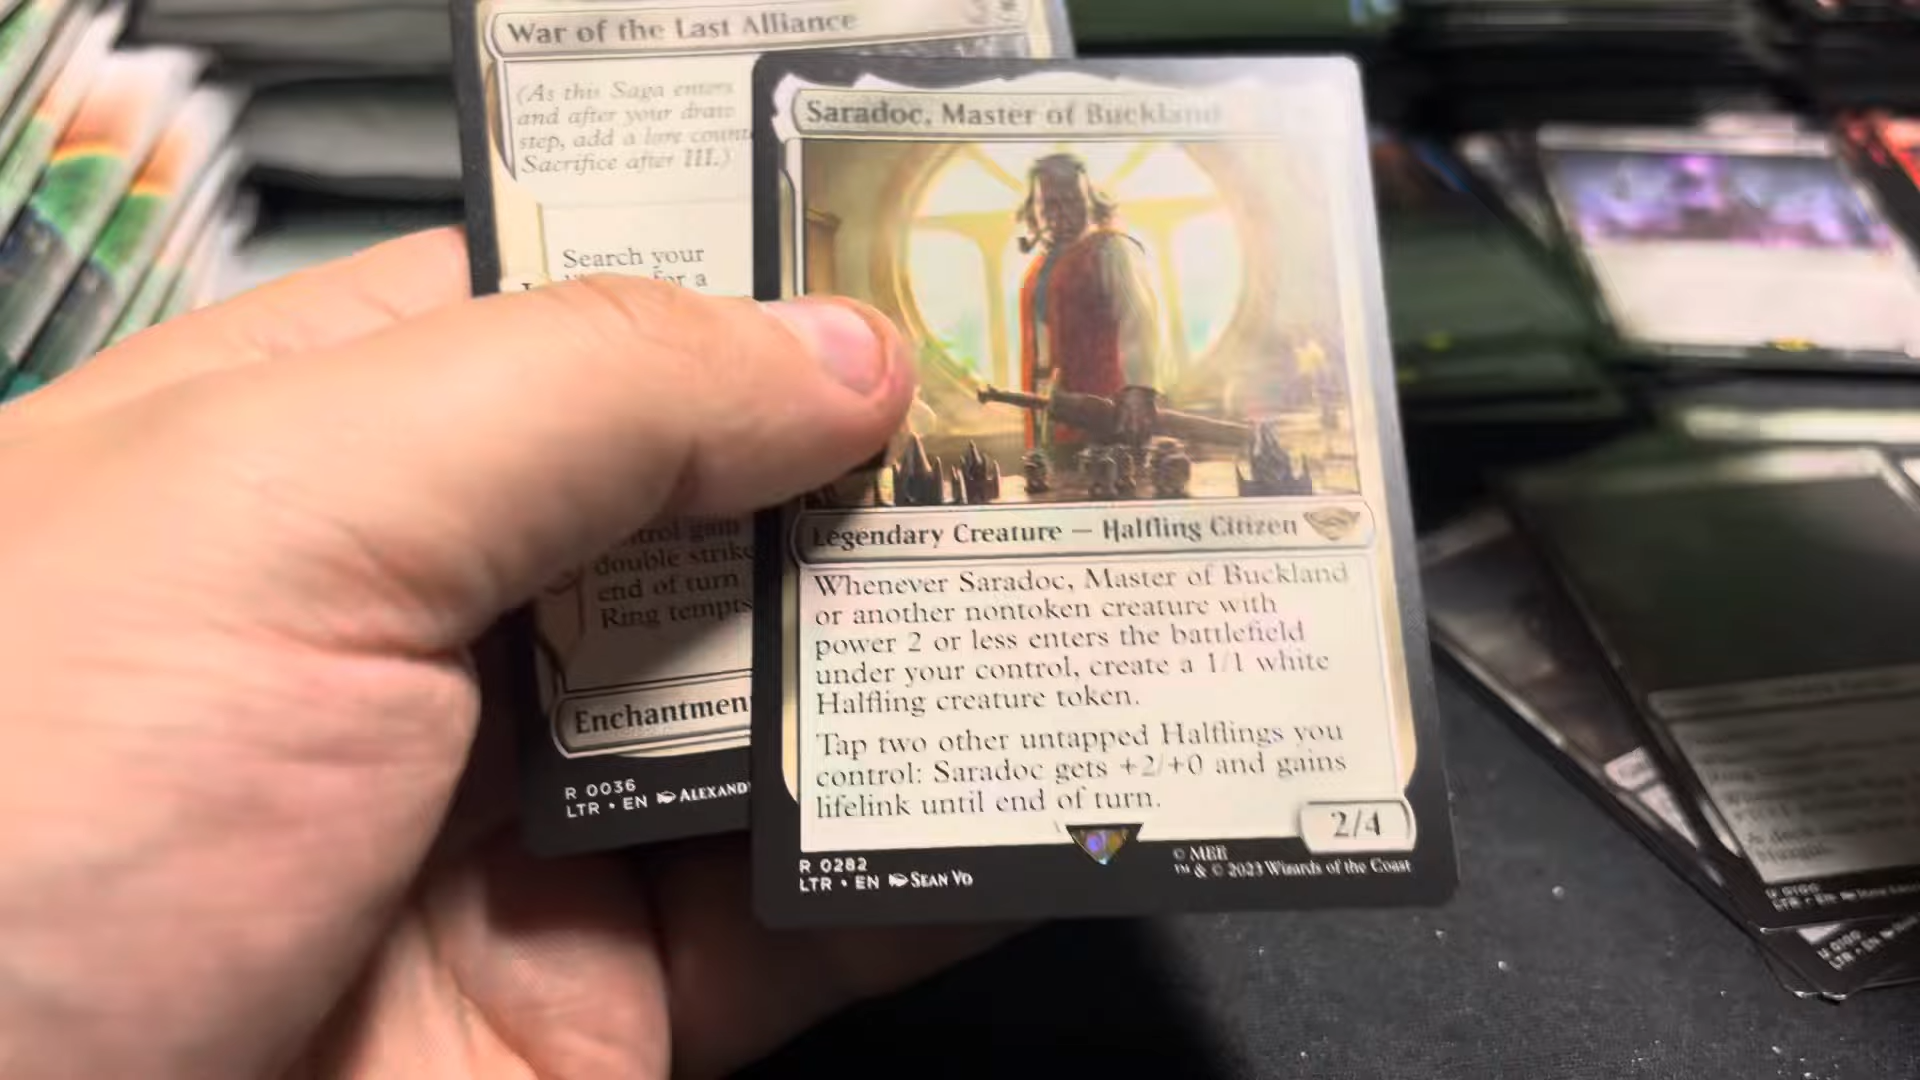 War of the Last Alliance
(As this Saga enters
and after your draw
step, add a lore
Sacrifice after III.)
Search your
for a
gain
double strike
end of turn.
Ring tempts
R 0036
LTR • EN
Saradoc, Master of Buckland
Legendary Creature — Halfling Citizen
Whenever Saradoc, Master of Buckland
or another nontoken creature with
power 2 or less enters the battlefield
under your control, create a 1/1 white
Halfling creature token.
Tap two other untapped Halflings you
control: Saradoc gets +2/+0 and gains
lifelink until end of turn.
2/4
R 0282
LTR • EN SEAN VO
© MEE
™ & © 2023 Wizards of the Coast